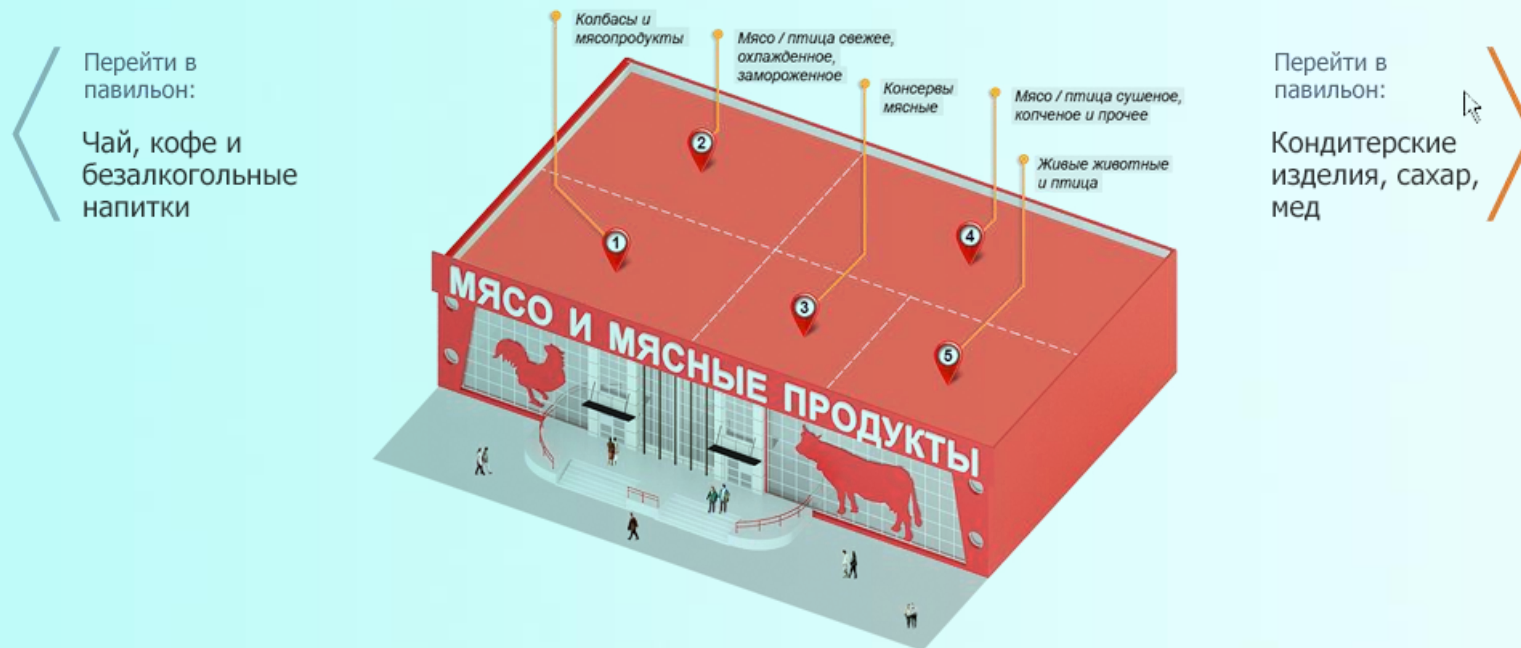 Перейти в
павильон:
Чай, кофе и
безалкогольные
напитки
Колбасы и
мясопродукты
Мясо / птица свежее,
охлажденное,
замороженное
Консервы
мясные
Мясо / птица сушеное,
копченое и прочее
Живые животные
и птица
1
2
3
4
5
МЯСО И МЯСНЫЕ ПРОДУКТЫ
Перейти в
павильон:
Кондитерские
изделия, сахар,
мед